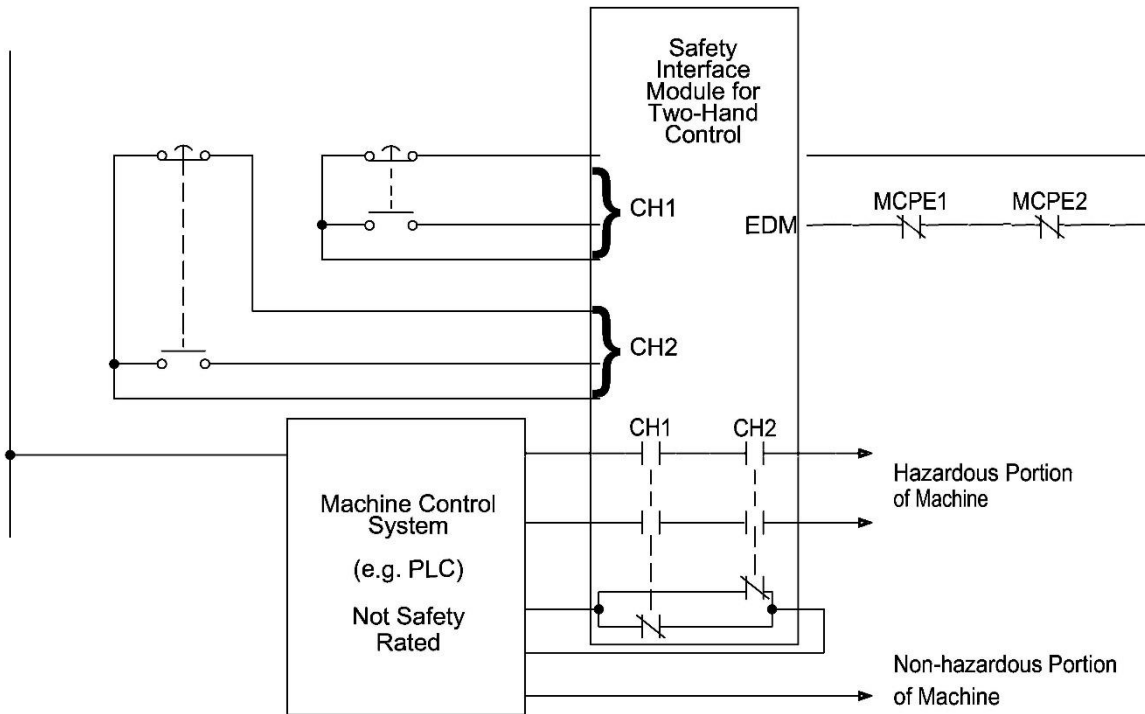 Safety
Interface
Module for
Two-Hand
Control
CH1
EDM
MCPE1
MCPE2
CH2
CH1
CH2
Hazardous Portion
of Machine
Machine Control
System
(e.g. PLC)
Not Safety
Rated
Non-hazardous Portion
of Machine